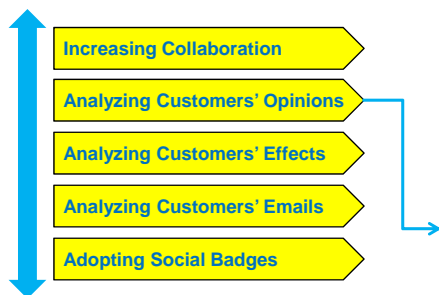 Increasing Collaboration
Analyzing Customers’ Opinions
Analyzing Customers’ Effects
Analyzing Customers’ Emails
Adopting Social Badges